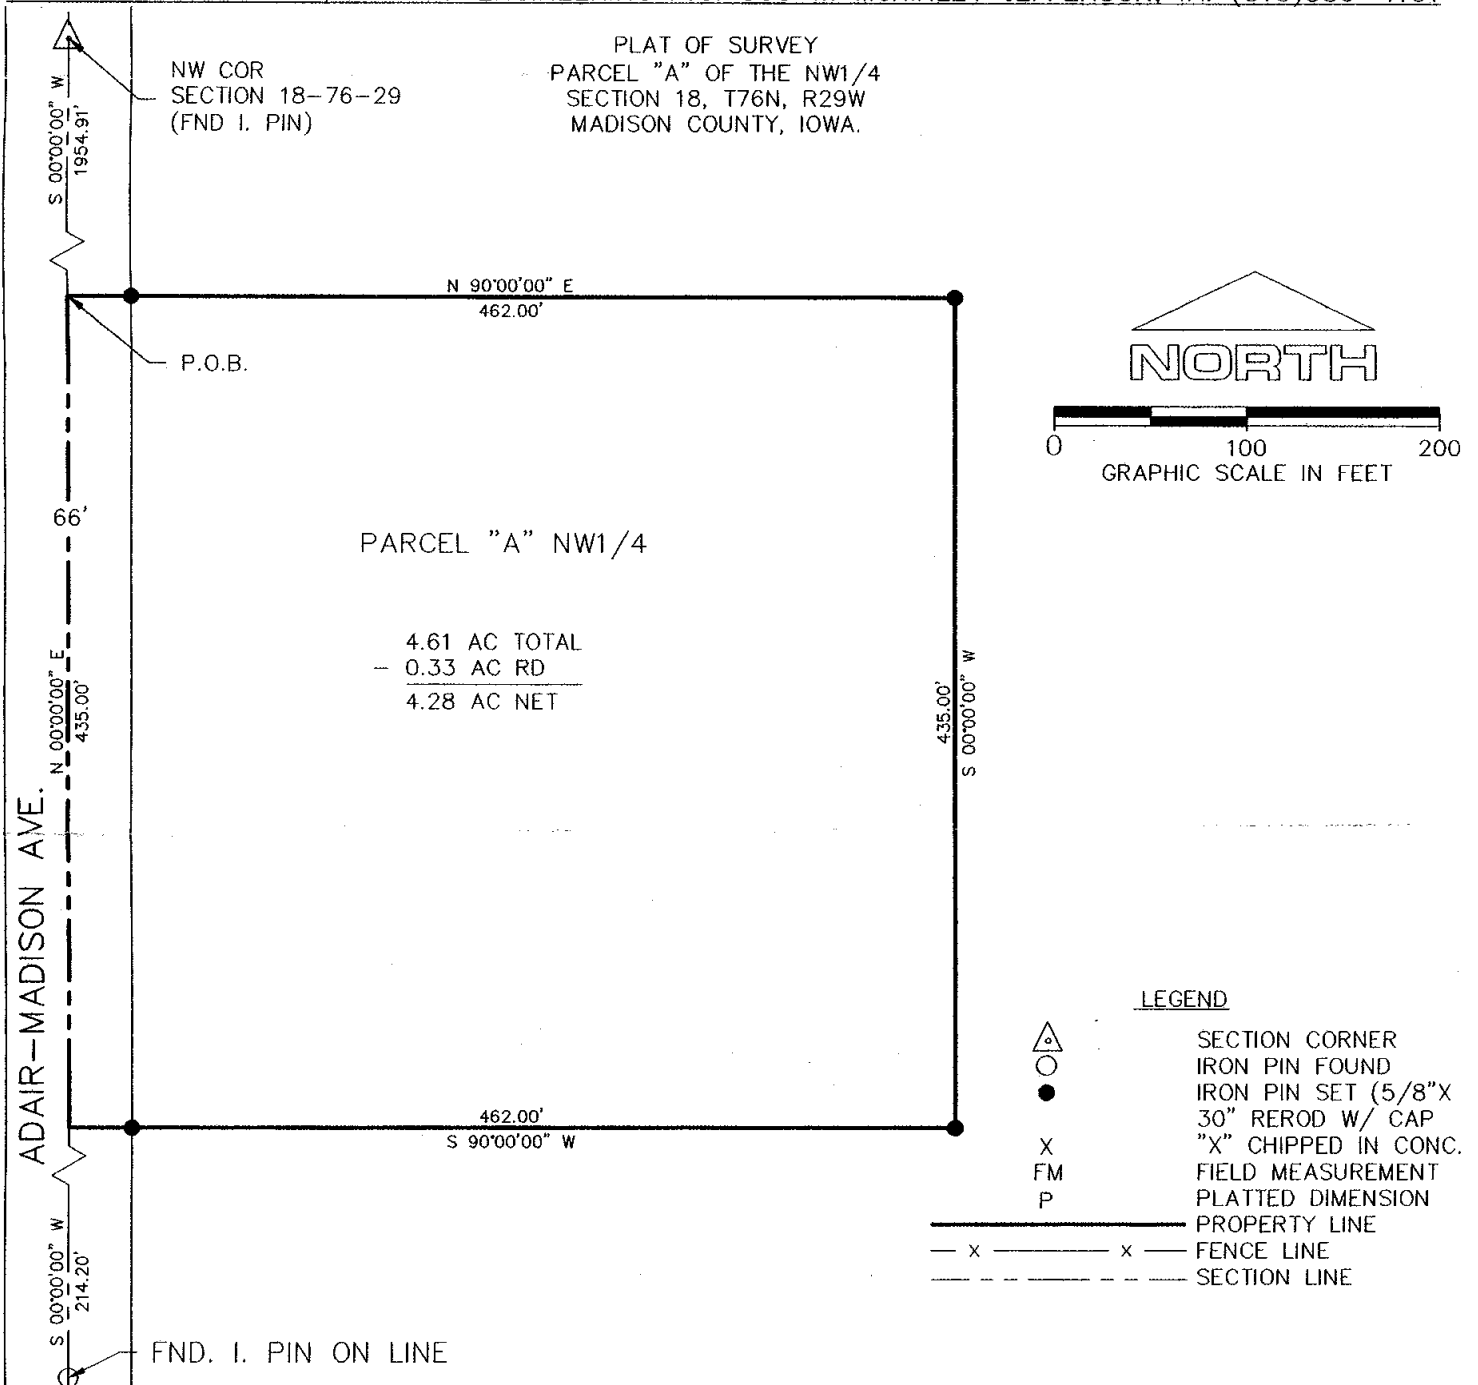 PLAT OF SURVEY
PARCEL "A" OF THE NW1/4
SECTION 18, T76N, R29W
MADISON COUNTY, IOWA.
NW COR
SECTION 18-76-29
(FND I. PIN)
S 00°00'00" W
1954.91'
N 90°00'00" E
462.00'
P.O.B.
NORTH
0 100 200
GRAPHIC SCALE IN FEET
66'
PARCEL "A" NW1/4
4.61 AC TOTAL
- 0.33 AC RD
4.28 AC NET
N 00°00'00" E
435.00'
435.00'
S 00°00'00" W
ADAIR-MADISON AVE.
462.00'
S 90°00'00" W
S 00°00'00" W
214.20'
FND. I. PIN ON LINE
LEGEND
SECTION CORNER
IRON PIN FOUND
IRON PIN SET (5/8"X
30" REROD W/ CAP
X "X" CHIPPED IN CONC.
FM FIELD MEASUREMENT
P PLATTED DIMENSION
PROPERTY LINE
X X FENCE LINE
SECTION LINE